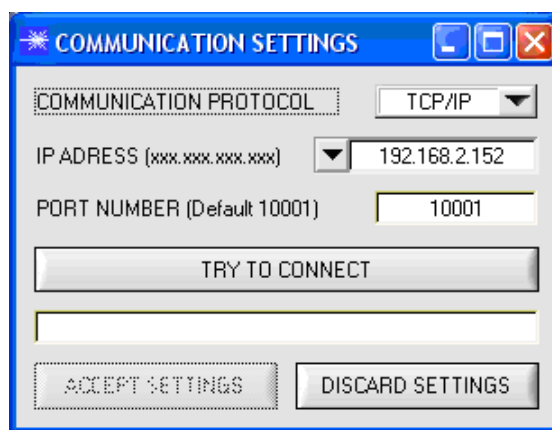 COMMUNICATION SETTINGS
COMMUNICATION PROTOCOL TCP/IP
IP ADRESS (xxx.xxx.xxx.xxx) 192.168.2.152
PORT NUMBER (Default 10001) 10001
TRY TO CONNECT
ACCEPT SETTINGS DISCARD SETTINGS